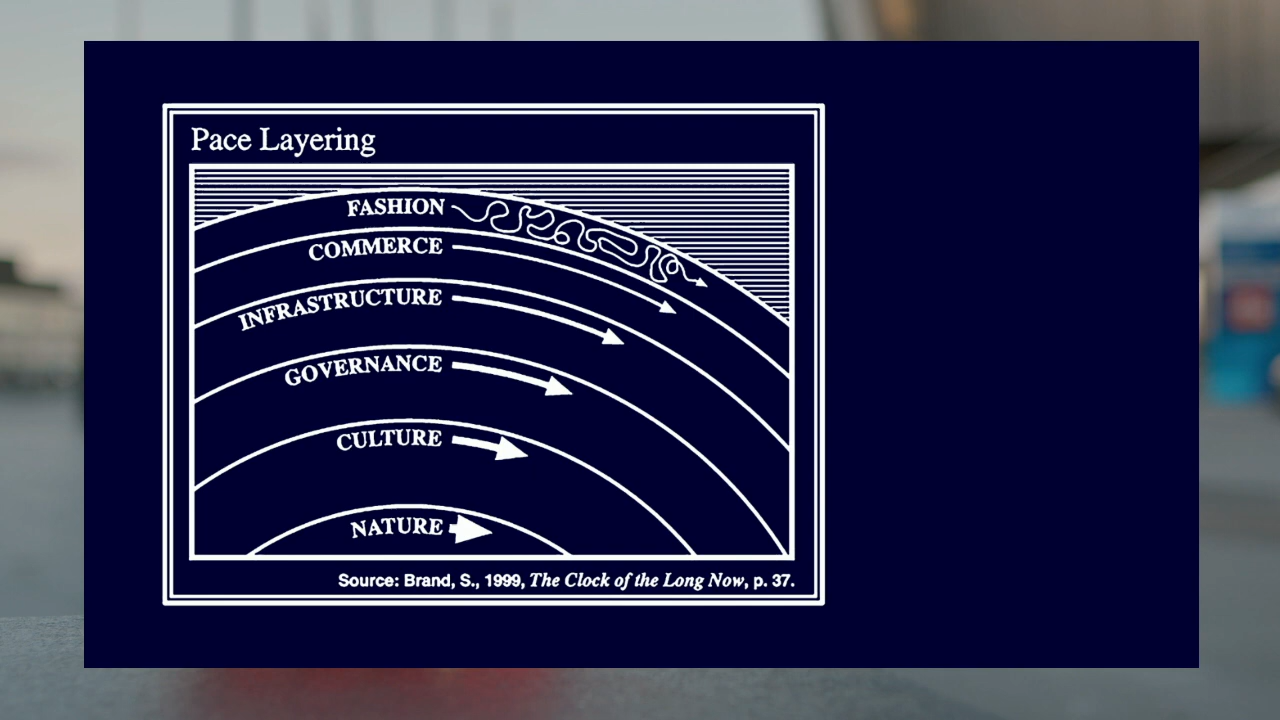 Pace Layering
FASHION
COMMERCE
INFRASTRUCTURE
GOVERNANCE
CULTURE
NATURE
Source: Brand, S., 1999, The Clock of the Long Now, p. 37.